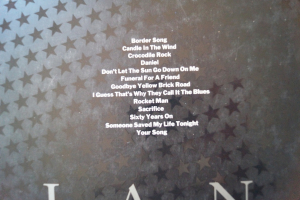 Border Song
Candle In The Wind
Crocodile Rock
Daniel
Don't Let The Sun Go Down On Me
Funeral For A Friend
Goodbye Yellow Brick Road
I Guess That's Why They Call It The Blues
Rocket Man
Sacrifice
Sixty Years On
Someone Saved My Life Tonight
Your Song
I A N